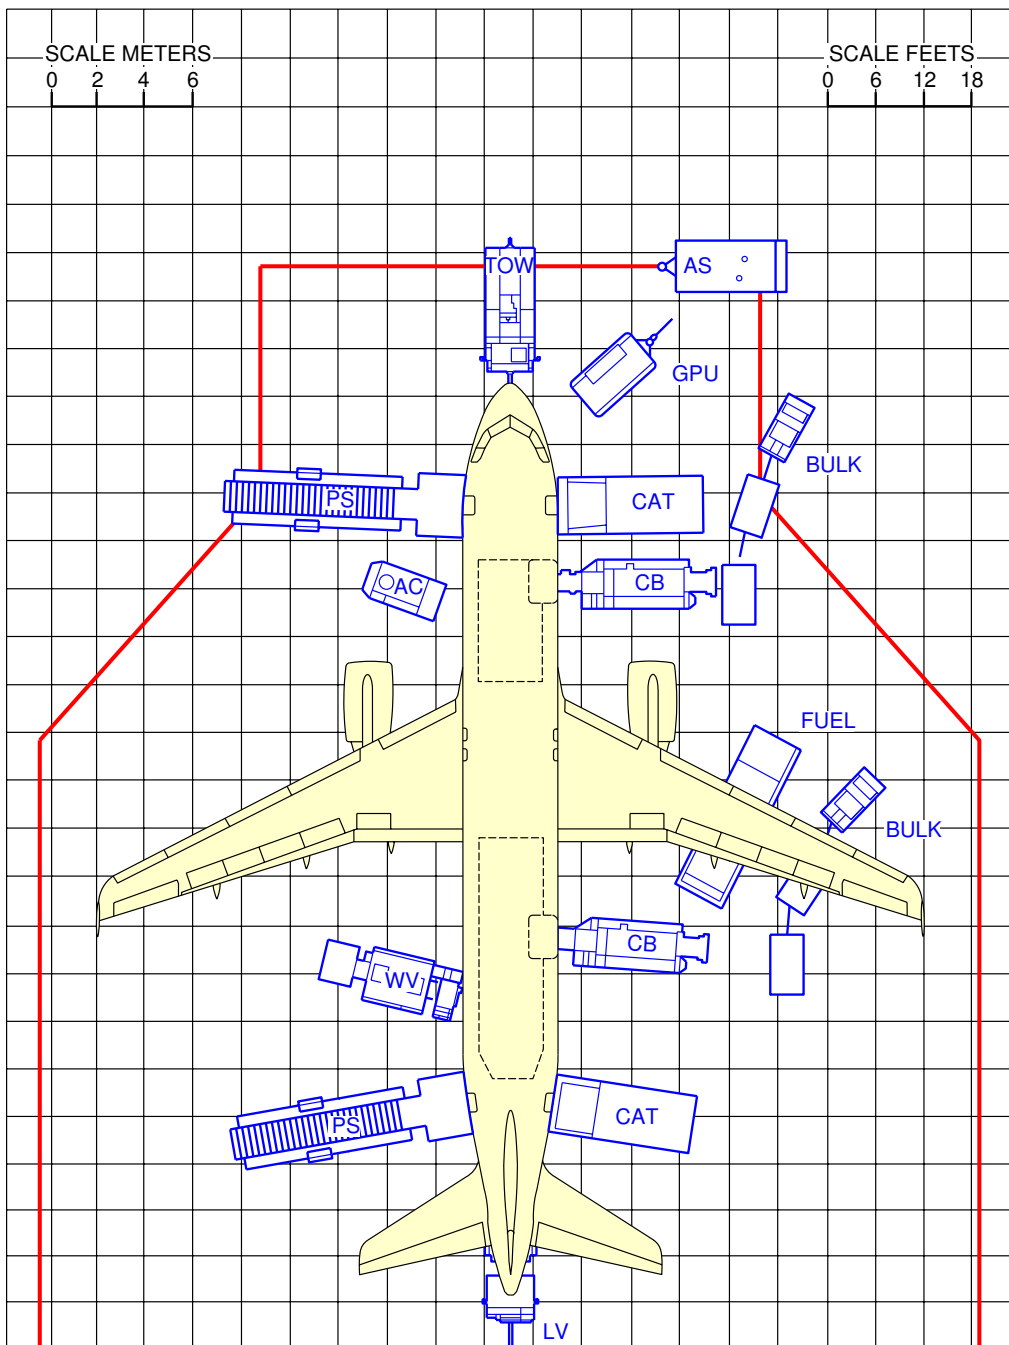 SCALE METERS
0 2 4 6
SCALE FEETS
0 6 12 18
TOW
AS
GPU
BULK
PS
CAT
AC
CB
FUEL
BULK
CB
WV
PS
CAT
LV